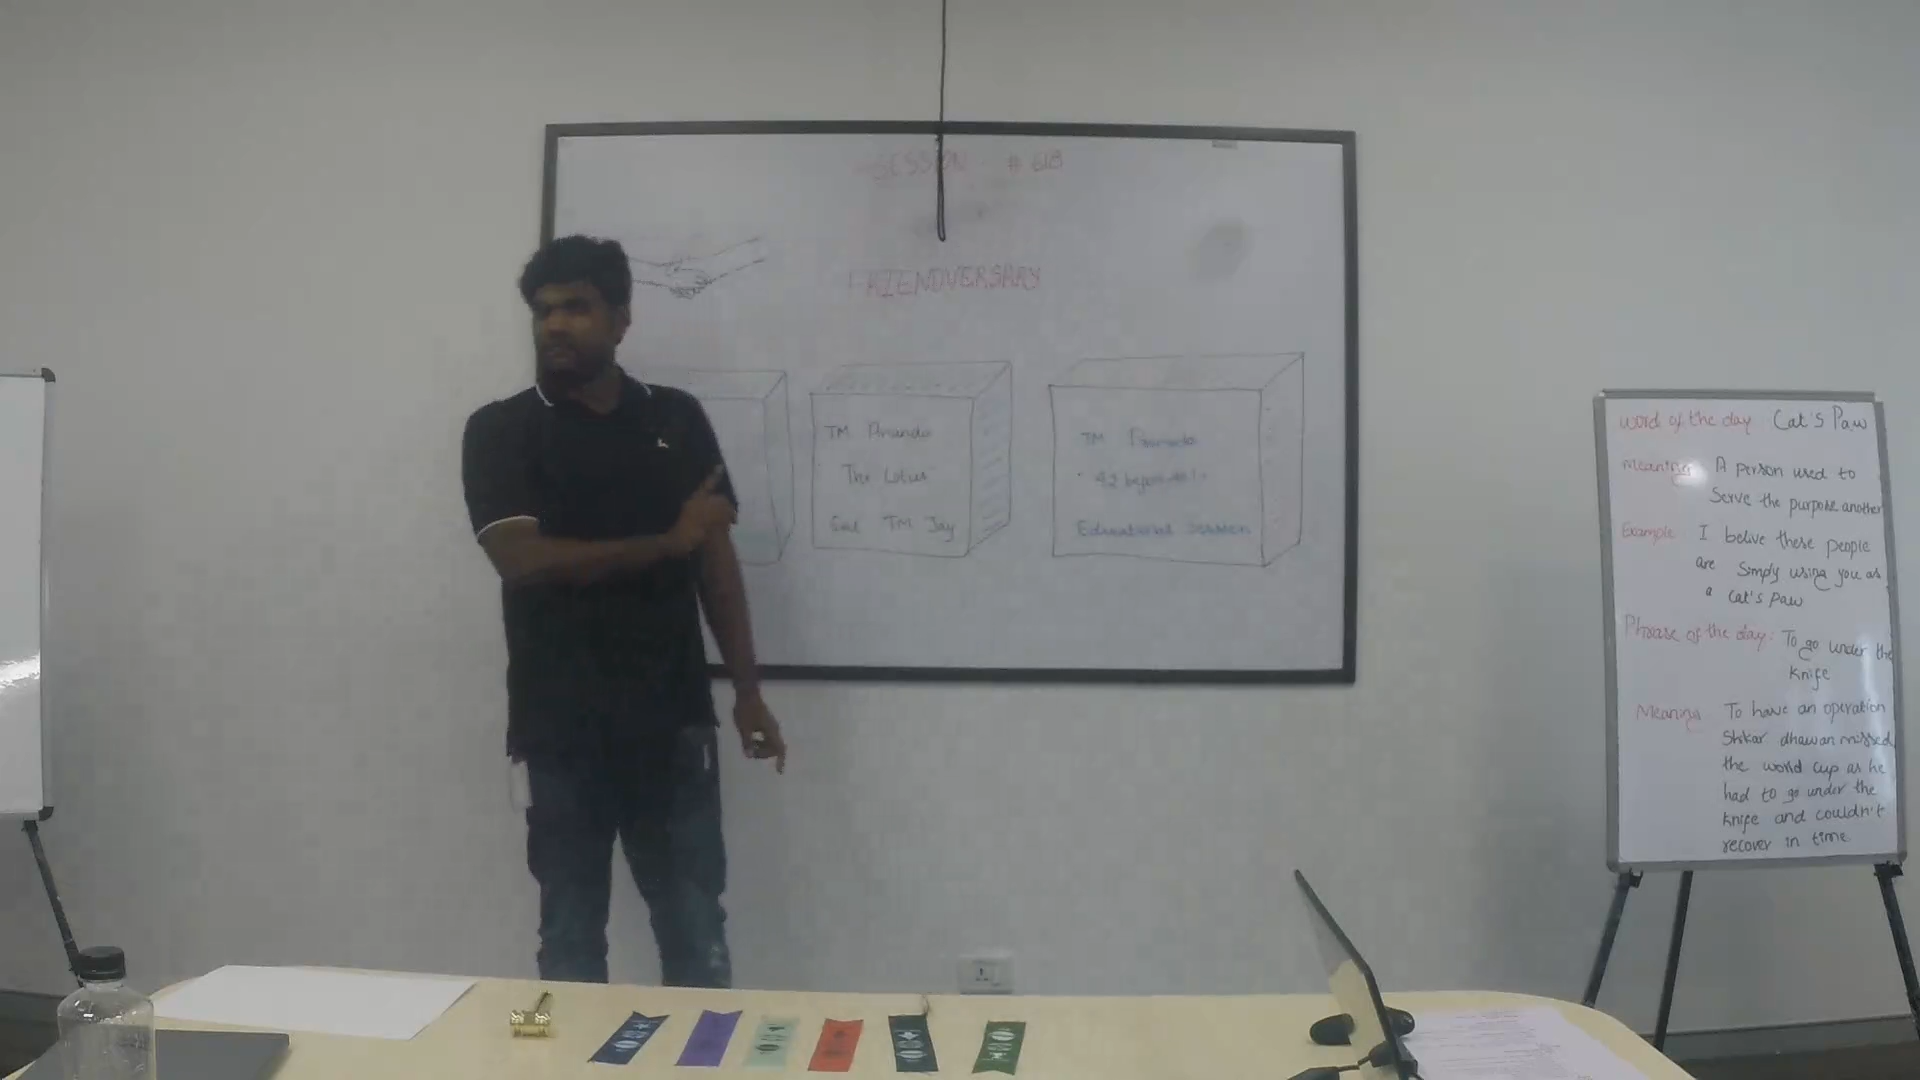 SESSION # 618
FRIENDVERSARY
TM
The Lotus
Eval TM Jay
TM
42
Educational Session
Word of the day: Cat's Paw
Meaning: A person used to
Serve the purpose another
Example: I belive these people
are Simply using you as
a Cat's Paw
Phrase of the day: To go under the
knife
Meaning: To have an operation
Shikar dhawan missed
the world cup as he
had to go under the
knife and couldn't
recover in time